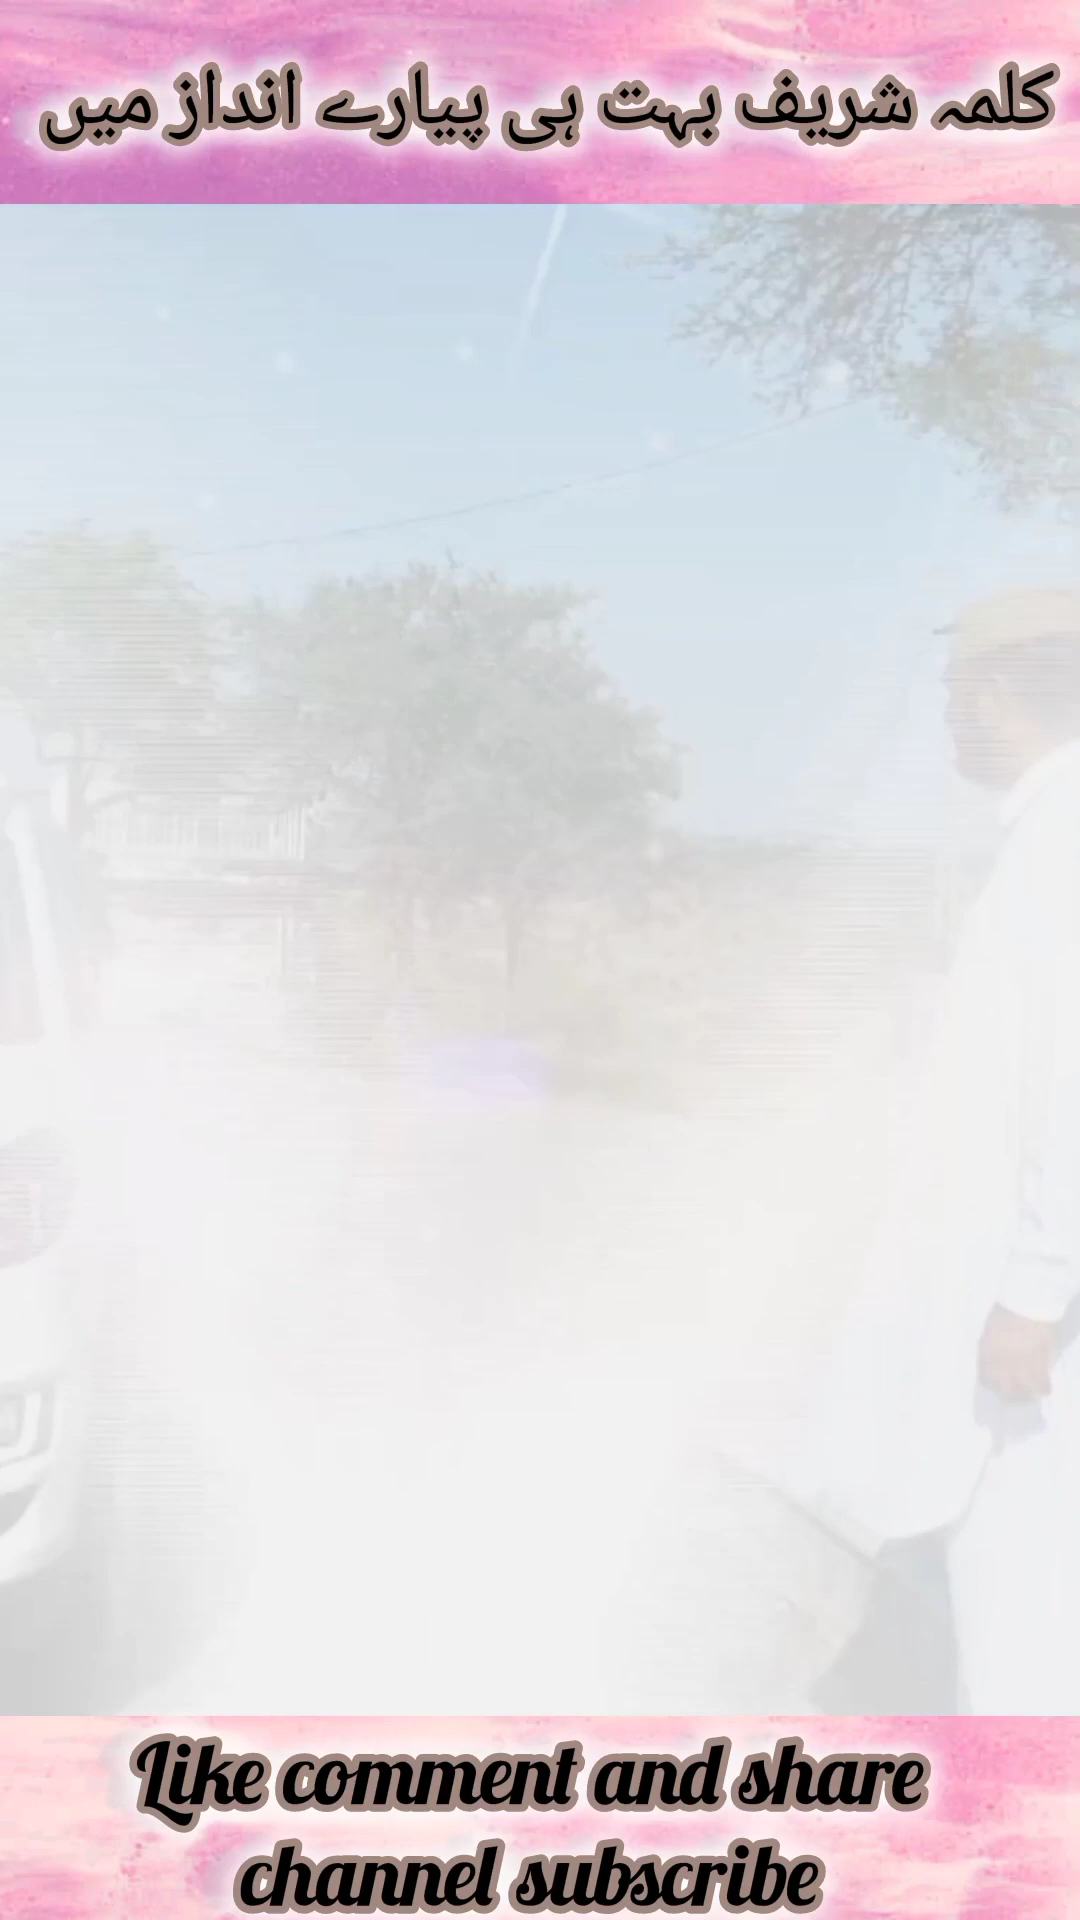 کلمہ شریف بہت ہی پیارے انداز میں
Like comment and share
channel subscribe